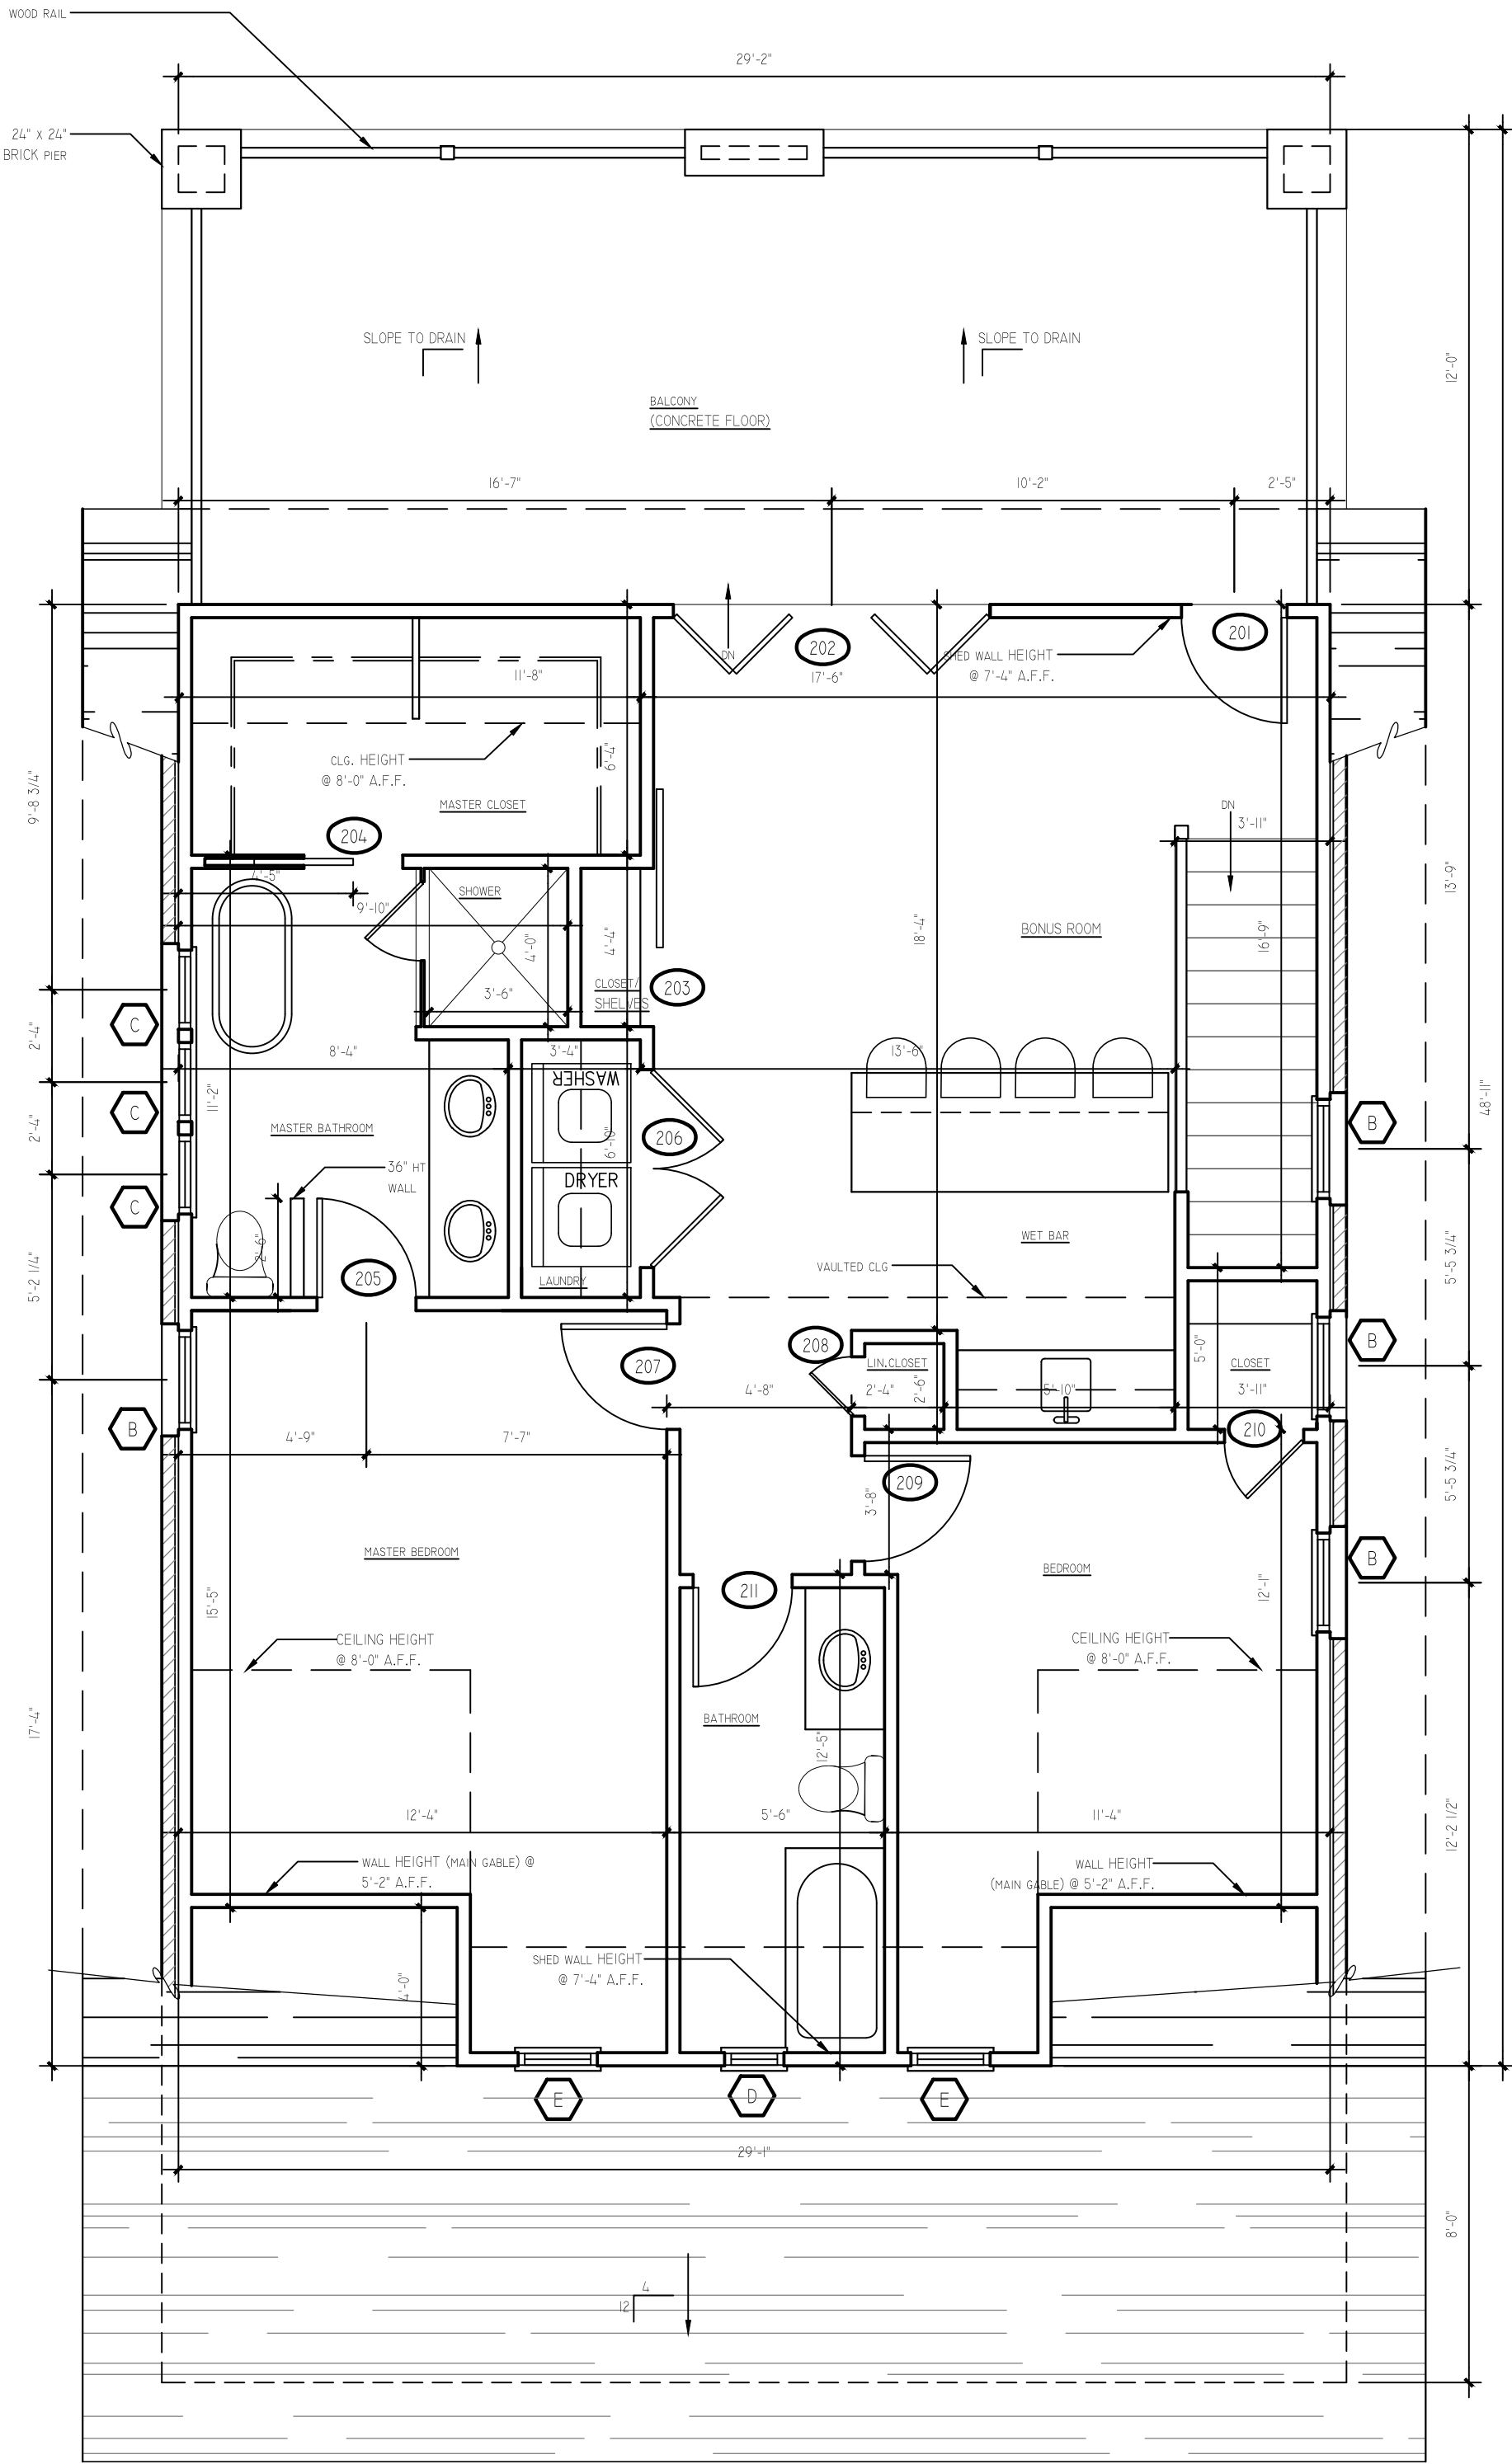 WOOD RAIL
29'-2"
24" X 24"
BRICK PIER
SLOPE TO DRAIN
SLOPE TO DRAIN
12'-0"
BALCONY
(CONCRETE FLOOR)
16'-7"
10'-2"
2'-5"
201
202
DN
SHED WALL HEIGHT
@ 7'-4" A.F.F.
11'-8"
17'-6"
CLG. HEIGHT
@ 8'-0" A.F.F.
6'-4"
9'-8 3/4"
MASTER CLOSET
DN
3'-11"
204
4'-5"
SHOWER
13'-9"
9'-10"
18'-4"
BONUS ROOM
16'-9"
4'-0"
4'-4"
CLOSET/
SHELVES
203
3'-6"
C
2'-4"
8'-4"
3'-4"
13'-6"
WASHER
11'-2"
48'-11"
C
2'-4"
MASTER BATHROOM
6'-10"
206
B
36" HT
WALL
DRYER
C
2'-6"
WET BAR
5'-2 1/4"
205
LAUNDRY
VAULTED CLG
5'-5 3/4"
208
207
LIN.CLOSET
5'-0"
CLOSET
B
4'-8"
2'-4"
2'-6"
5'-10"
3'-11"
B
4'-9"
7'-7"
210
209
3'-8"
5'-5 3/4"
MASTER BEDROOM
BEDROOM
B
211
15'-5"
12'-1"
CEILING HEIGHT
@ 8'-0" A.F.F.
CEILING HEIGHT
@ 8'-0" A.F.F.
17'-4"
BATHROOM
12'-5"
12'-4"
5'-6"
11'-4"
12'-2 1/2"
WALL HEIGHT (MAIN GABLE) @
5'-2" A.F.F.
WALL HEIGHT
(MAIN GABLE) @ 5'-2" A.F.F.
SHED WALL HEIGHT
@ 7'-4" A.F.F.
4'-0"
E
D
E
29'-1"
8'-0"
4
12